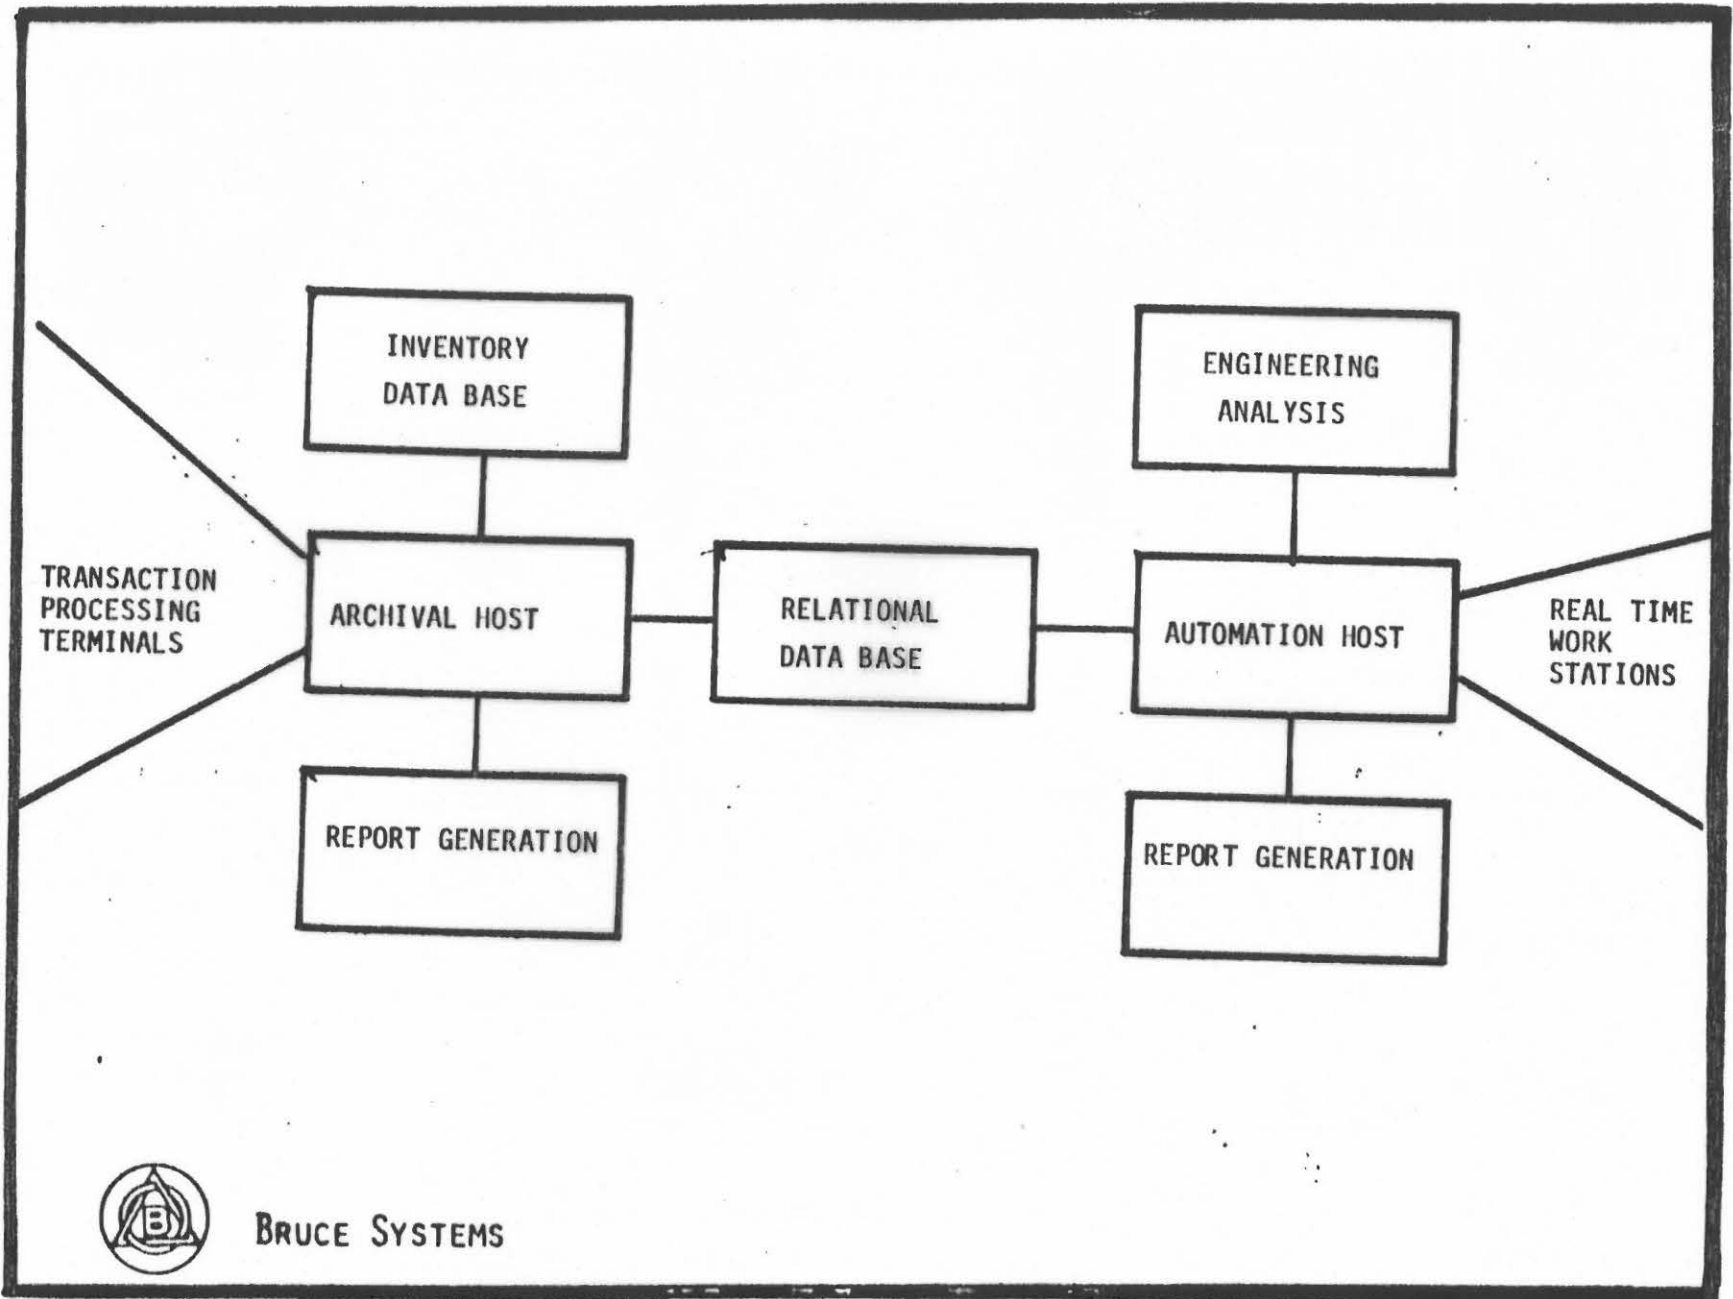 INVENTORY
DATA BASE
ENGINEERING
ANALYSIS
TRANSACTION
PROCESSING
TERMINALS
ARCHIVAL HOST
RELATIONAL
DATA BASE
AUTOMATION HOST
REAL TIME
WORK
STATIONS
REPORT GENERATION
REPORT GENERATION
B
BRUCE SYSTEMS